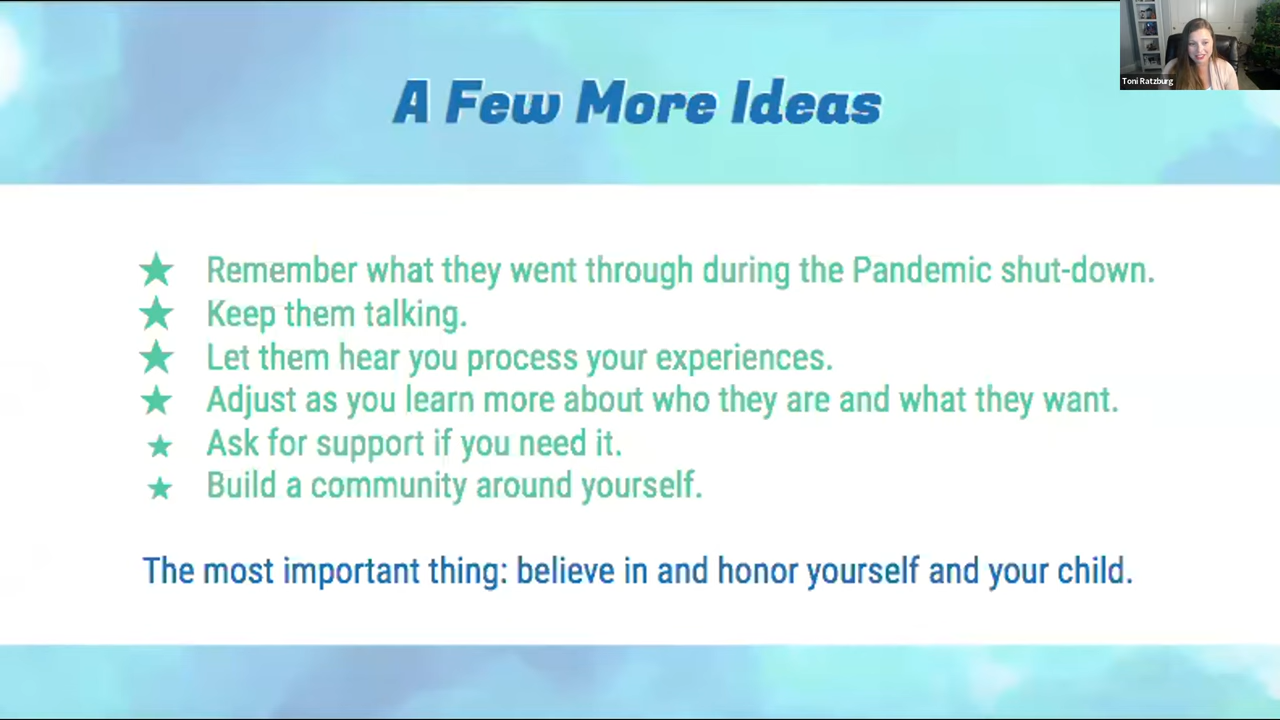 Toni Ratzburg
A Few More Ideas
★ Remember what they went through during the Pandemic shut-down.
★ Keep them talking.
★ Let them hear you process your experiences.
★ Adjust as you learn more about who they are and what they want.
★ Ask for support if you need it.
★ Build a community around yourself.
The most important thing: believe in and honor yourself and your child.